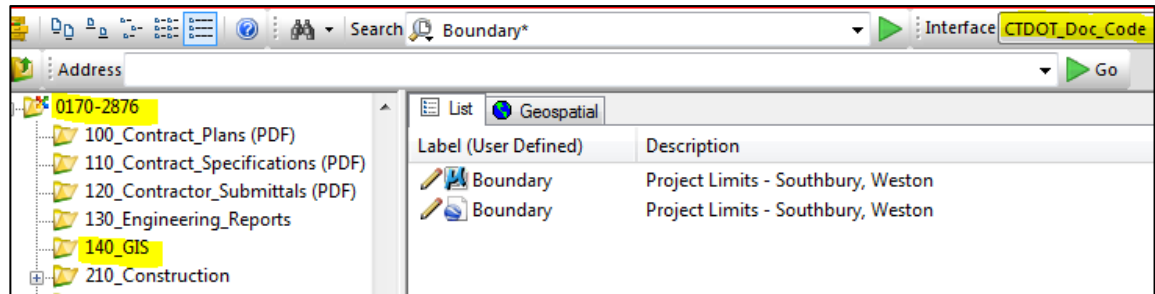 Search Boundary* Interface CTDOT_Doc_Code
Address Go
0170-2876
100_Contract_Plans (PDF)
110_Contract_Specifications (PDF)
120_Contractor_Submittals (PDF)
130_Engineering_Reports
140_GIS
210_Construction
List Geospatial
Label (User Defined) Description
Boundary Project Limits - Southbury, Weston
Boundary Project Limits - Southbury, Weston